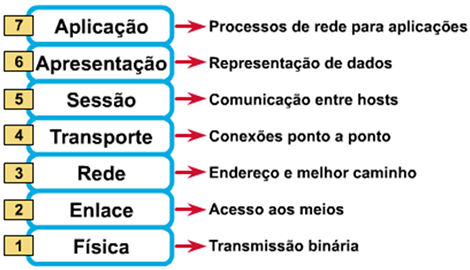 7 Aplicação Processos de rede para aplicações
6 Apresentação Representação de dados
5 Sessão Comunicação entre hosts
4 Transporte Conexões ponto a ponto
3 Rede Endereço e melhor caminho
2 Enlace Acesso aos meios
1 Física Transmissão binária